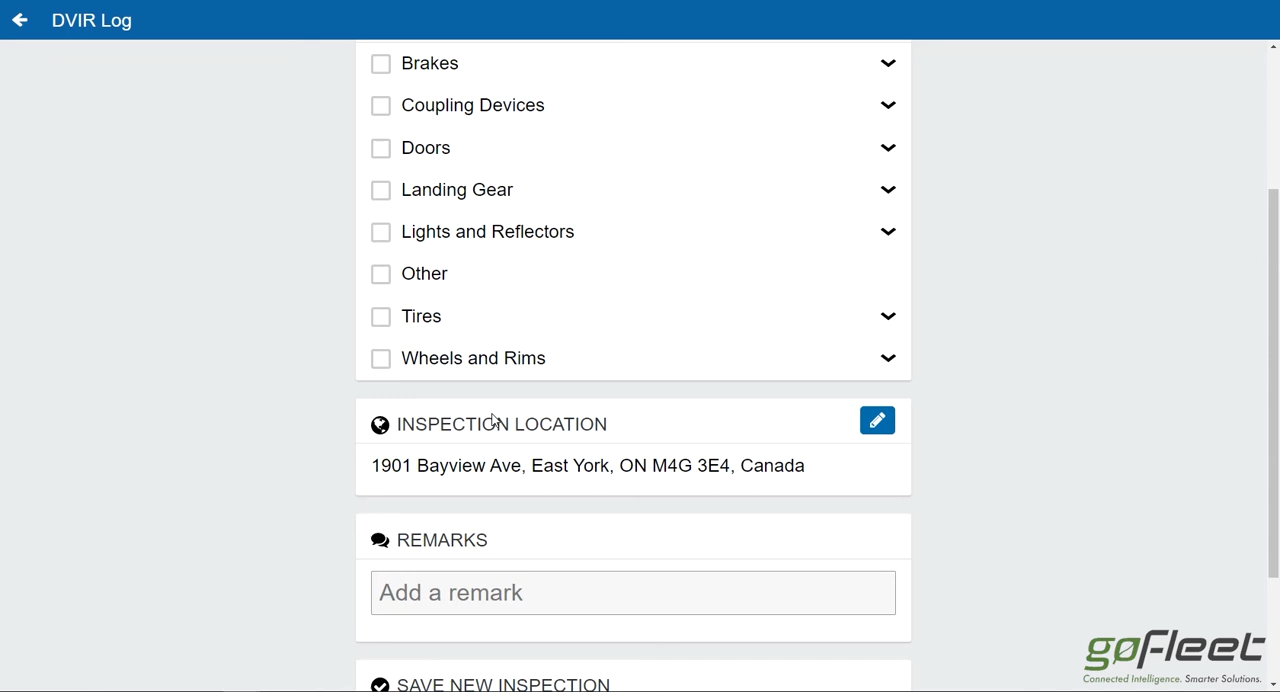 DVIR Log
Brakes
Coupling Devices
Doors
Landing Gear
Lights and Reflectors
Other
Tires
Wheels and Rims
INSPECTION LOCATION
1901 Bayview Ave, East York, ON M4G 3E4, Canada
REMARKS
Add a remark
SAVE NEW INSPECTION
goFleet
Connected Intelligence. Smarter Solutions.